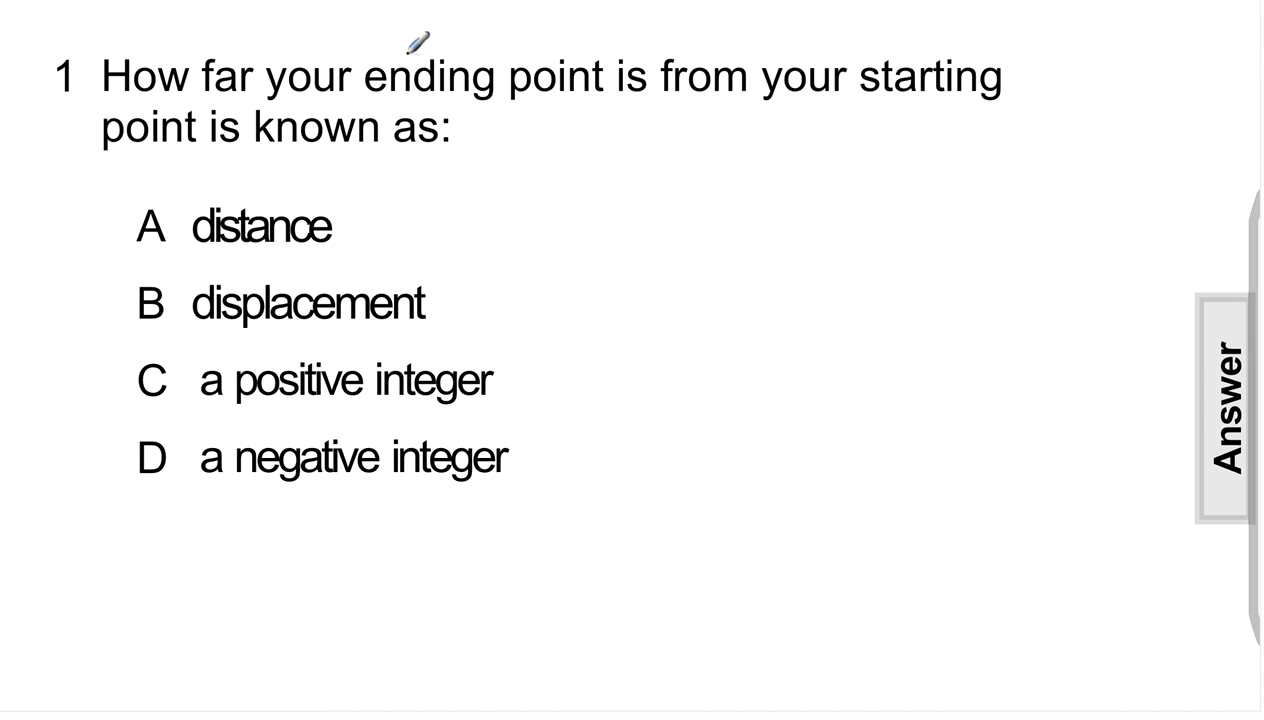 1 How far your ending point is from your starting
point is known as:
A distance
B displacement
C a positive integer
D a negative integer
Answer